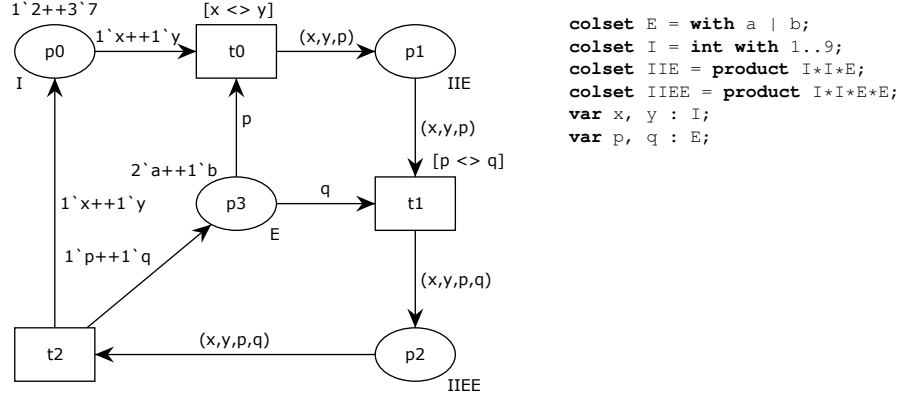 1`2++3`7
[x <> y]
p0
1`x++1`y
t0
(x,y,p)
p1
I
IIE
p
(x,y,p)
[p <> q]
2`a++1`b
p3
q
t1
E
1`x++1`y
1`p++1`q
(x,y,p,q)
t2
(x,y,p,q)
p2
IIEE
colset E = with a | b;
colset I = int with 1..9;
colset IIE = product I*I*E;
colset IIEE = product I*I*E*E;
var x, y : I;
var p, q : E;